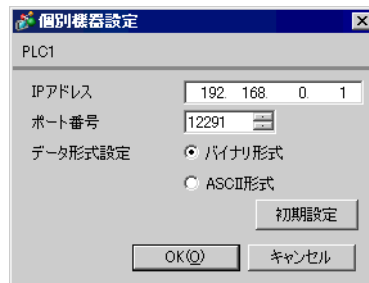 個別機器設定
PLC1
IPアドレス 192. 168. 0. 1
ポート番号 12291
データ形式設定 バイナリ形式
ASCII形式
初期設定
OK(O) キャンセル